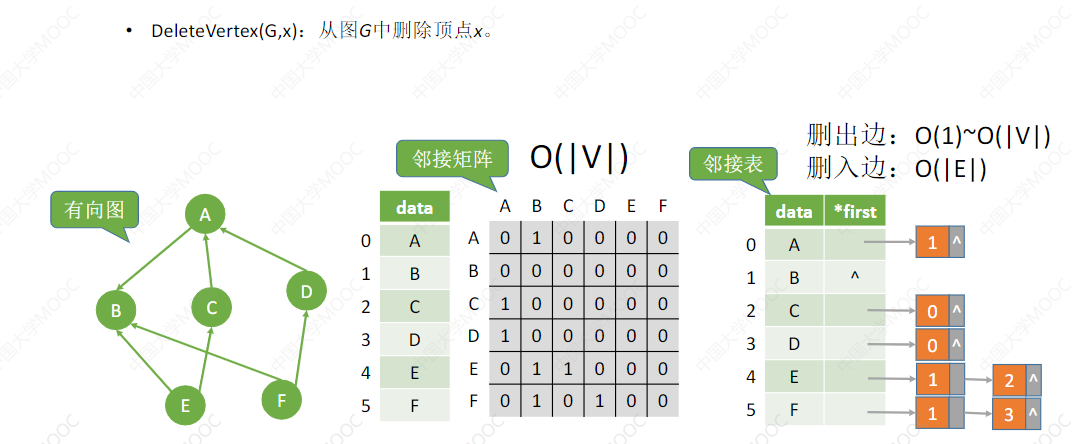 • DeleteVertex(G,x)：从图G中删除顶点x。
删出边：O(1)~O(|V|)
删入边：O(|E|)
邻接矩阵
O(|V|)
邻接表
有向图
A
B
C
D
E
F
data
0 A
1 B
2 C
3 D
4 E
5 F
A B C D E F
A 0 1 0 0 0 0
B 0 0 0 0 0 0
C 1 0 0 0 0 0
D 1 0 0 0 0 0
E 0 1 1 0 0 0
F 0 1 0 1 0 0
data *first
0 A 1 ^
1 B ^
2 C 0 ^
3 D 0 ^
4 E 1 2 ^
5 F 1 3 ^
中国大学MOOC